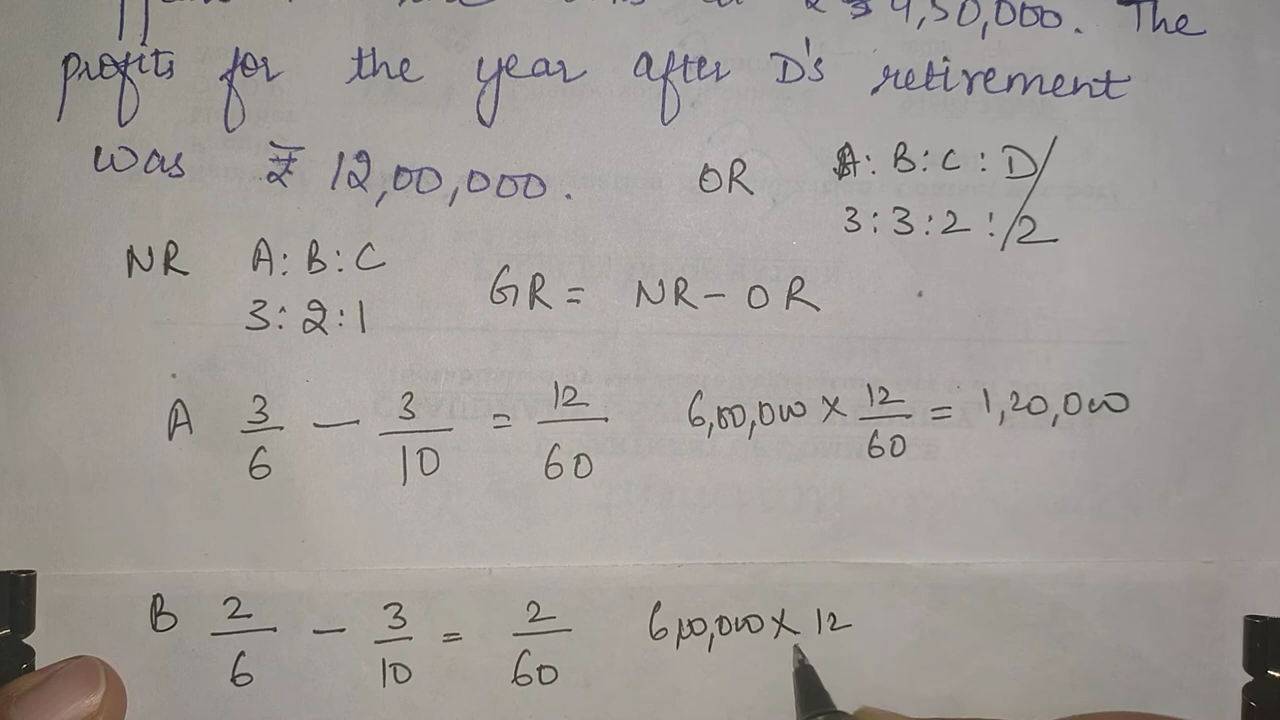 4,50,000. The
profits for the year after D's retirement
was ₹ 12,00,000.
OR A: B: C: D
3:3:2:2
NR A: B: C
3:2:1
GR = NR - OR
A 3/6 - 3/10 = 12/60 6,00,000 × 12/60 = 1,20,000
B 2/6 - 3/10 = 2/60 6,00,000 × 12